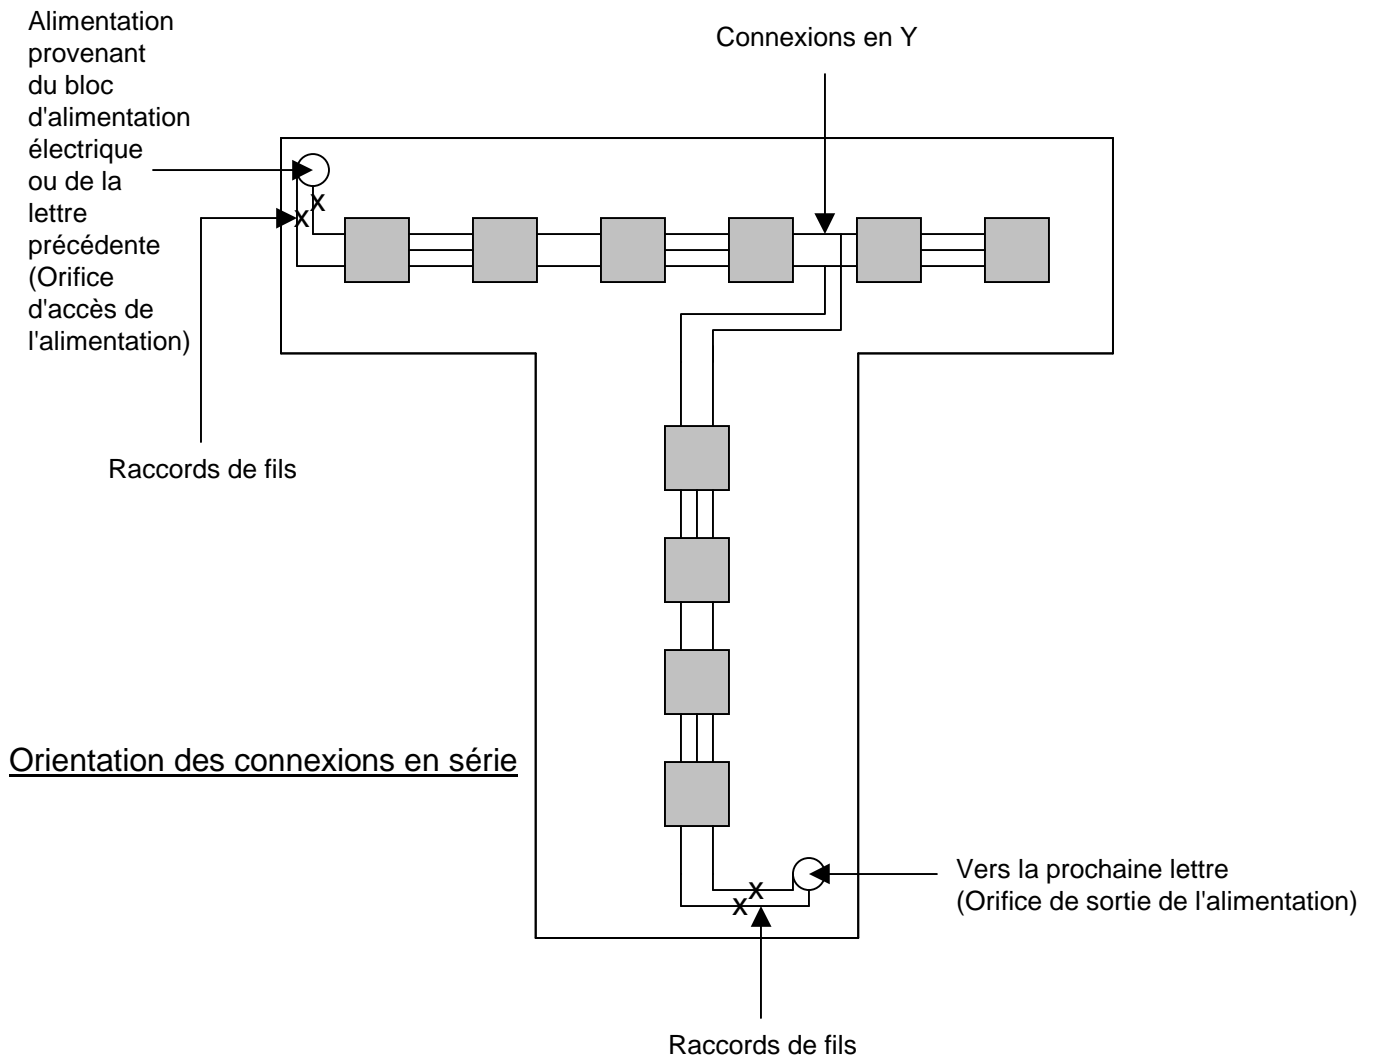 Alimentation
provenant
du bloc
d'alimentation
électrique
ou de la
lettre
précédente
(Orifice
d'accès de
l'alimentation)
Connexions en Y
x
x
Raccords de fils
Orientation des connexions en série
x
x
Vers la prochaine lettre
(Orifice de sortie de l'alimentation)
Raccords de fils